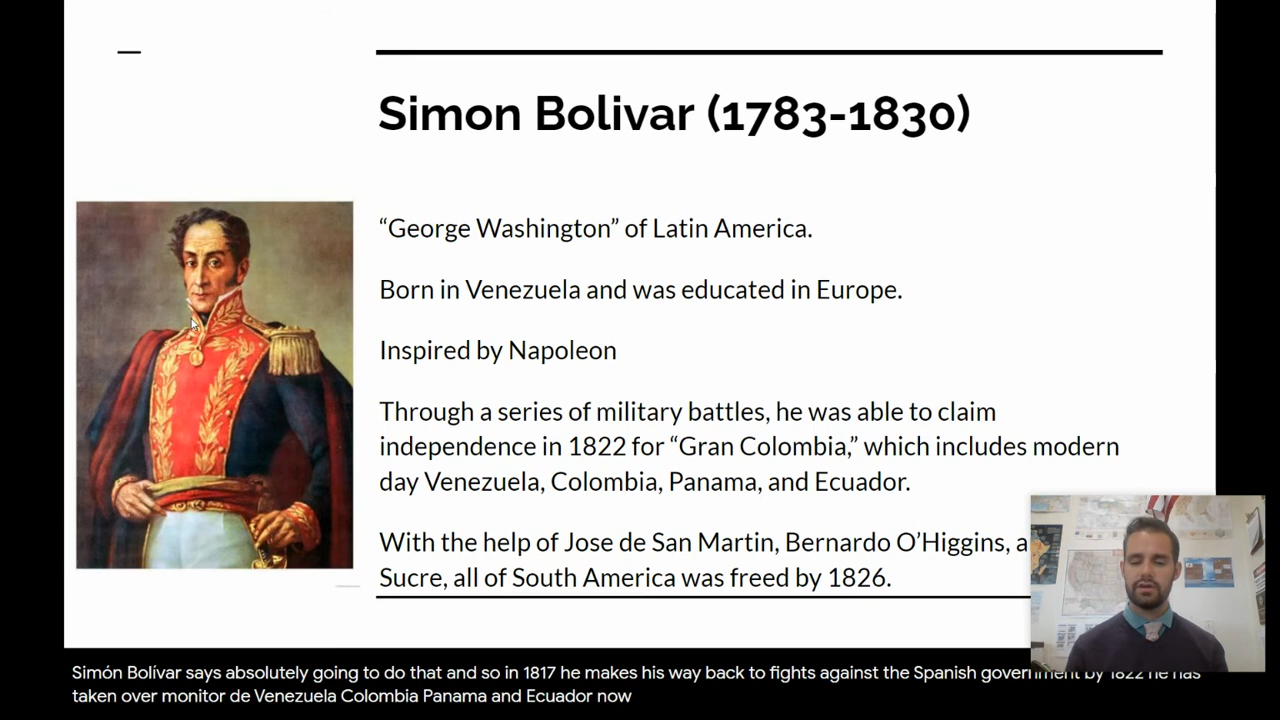 Simon Bolivar (1783-1830)
“George Washington” of Latin America.
Born in Venezuela and was educated in Europe.
Inspired by Napoleon
Through a series of military battles, he was able to claim
independence in 1822 for “Gran Colombia,” which includes modern
day Venezuela, Colombia, Panama, and Ecuador.
With the help of Jose de San Martin, Bernardo O’Higgins, a
Sucre, all of South America was freed by 1826.
Simón Bolívar says absolutely going to do that and so in 1817 he makes his way back to fights against the Spanish government by 1822 he has
taken over monitor de Venezuela Colombia Panama and Ecuador now